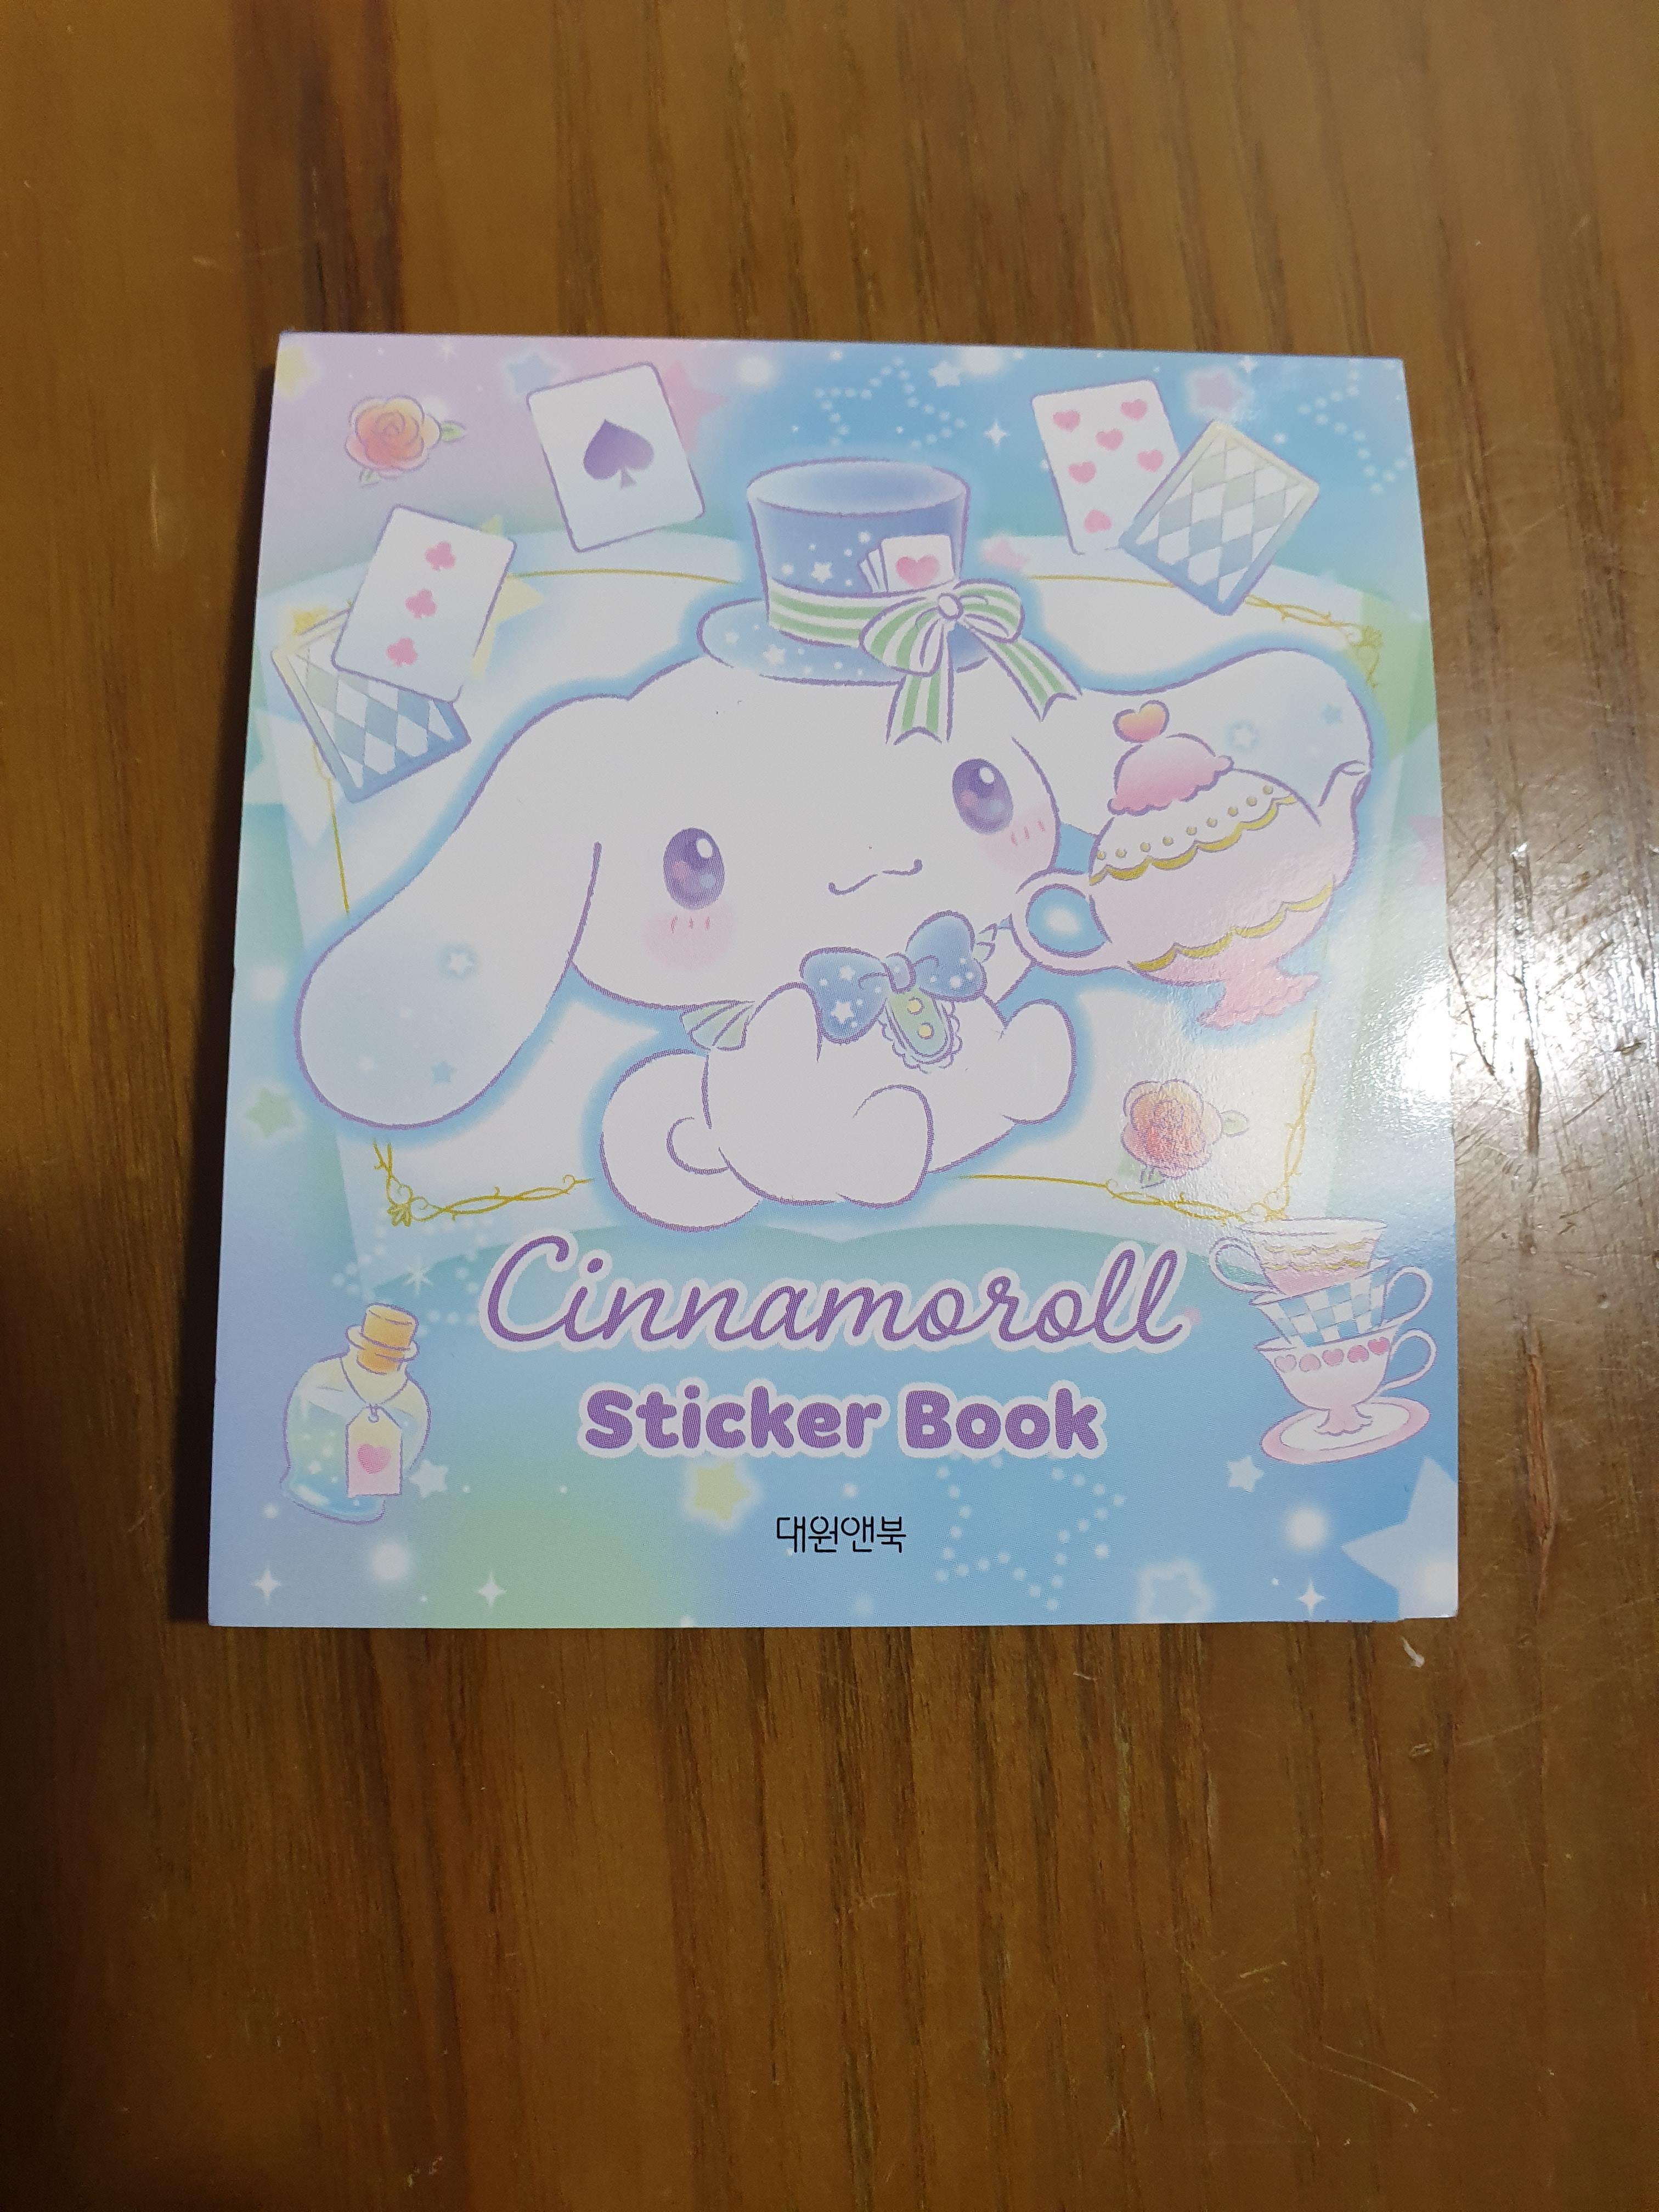 Cinnamoroll
Sticker Book
대원앤북